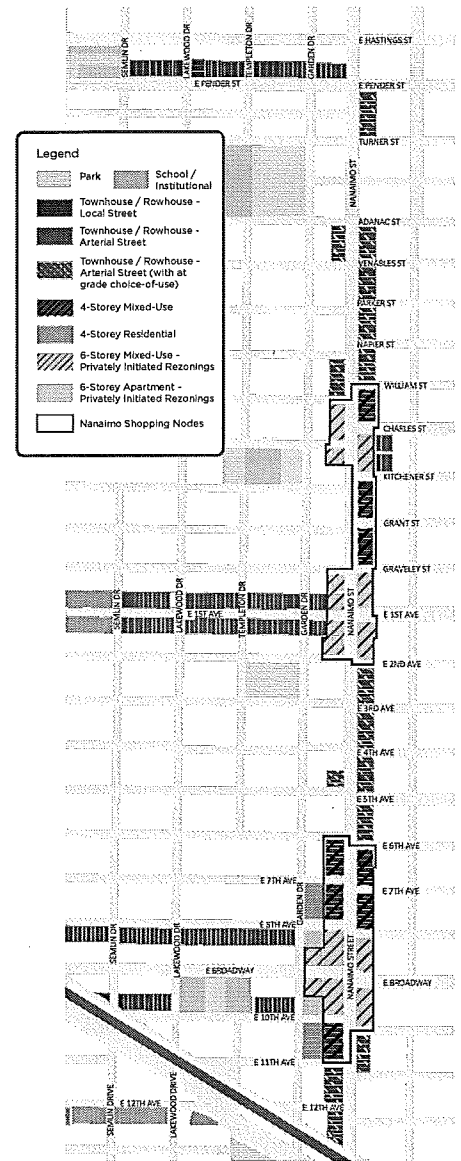 SEMLIN DR
LAKEWOOD DR
TEMPLETON DR
GARDEN DR
E HASTINGS ST
E PENDER ST
E PENDER ST
TURNER ST
NANAIMO ST
ADANAC ST
VENABLES ST
PARKER ST
NAPIER ST
WILLIAM ST
CHARLES ST
KITCHENER ST
GRANT ST
GRAVELEY ST
Legend
Park
School /
Institutional
Townhouse / Rowhouse -
Local Street
Townhouse / Rowhouse -
Arterial Street
Townhouse / Rowhouse -
Arterial Street (with at
grade choice-of-use)
4-Storey Mixed-Use
4-Storey Residential
6-Storey Mixed-Use -
Privately Initiated Rezonings
6-Storey Apartment -
Privately Initiated Rezonings
Nanaimo Shopping Nodes
SEMLIN DR
LAKEWOOD DR
TEMPLETON DR
GARDEN DR
NANAIMO ST
E 1ST AVE
E 1ST AVE
E 2ND AVE
E 3RD AVE
E 4TH AVE
E 5TH AVE
E 6TH AVE
E 7TH AVE
E 7TH AVE
GARDEN DR
E 8TH AVE
SEMLIN DR
LAKEWOOD DR
NANAIMO STREET
E BROADWAY
E BROADWAY
E 10TH AVE
E 11TH AVE
E 12TH AVE
E 12TH AVE
SEMLIN DRIVE
LAKEWOOD DRIVE